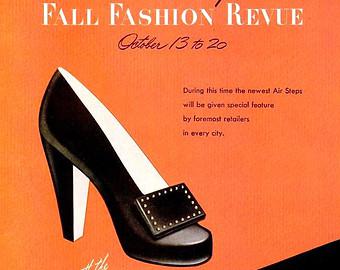 FALL FASHION REVUE
October 13 to 20
During this time the newest Air Steps
will be given special feature
by foremost retailers
in every city.
the